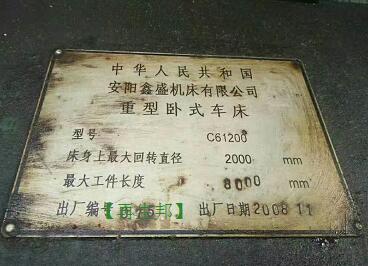 中华人民共和国
安阳鑫盛机床有限公司
重型卧式车床
型号 C61200
床身上最大回转直径 2000 mm
最大工件长度 8000 mm
出厂编号 出厂日期 2008 11